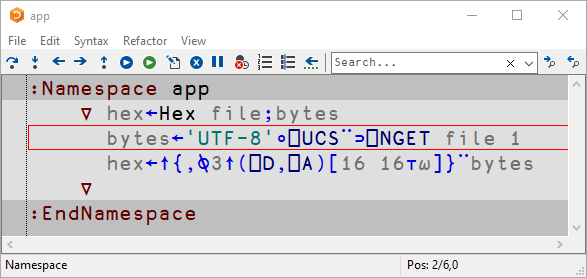 app
File Edit Syntax Refactor View
Search...
:Namespace app
∇ hex←Hex file;bytes
bytes←'UTF-8'∘⎕UCS¨⊃⎕NGET file 1
hex←↑{,⍉3↑(⎕D,⎕A)[16 16⊤⍵]}¨bytes
∇
:EndNamespace
Namespace Pos: 2/6,0